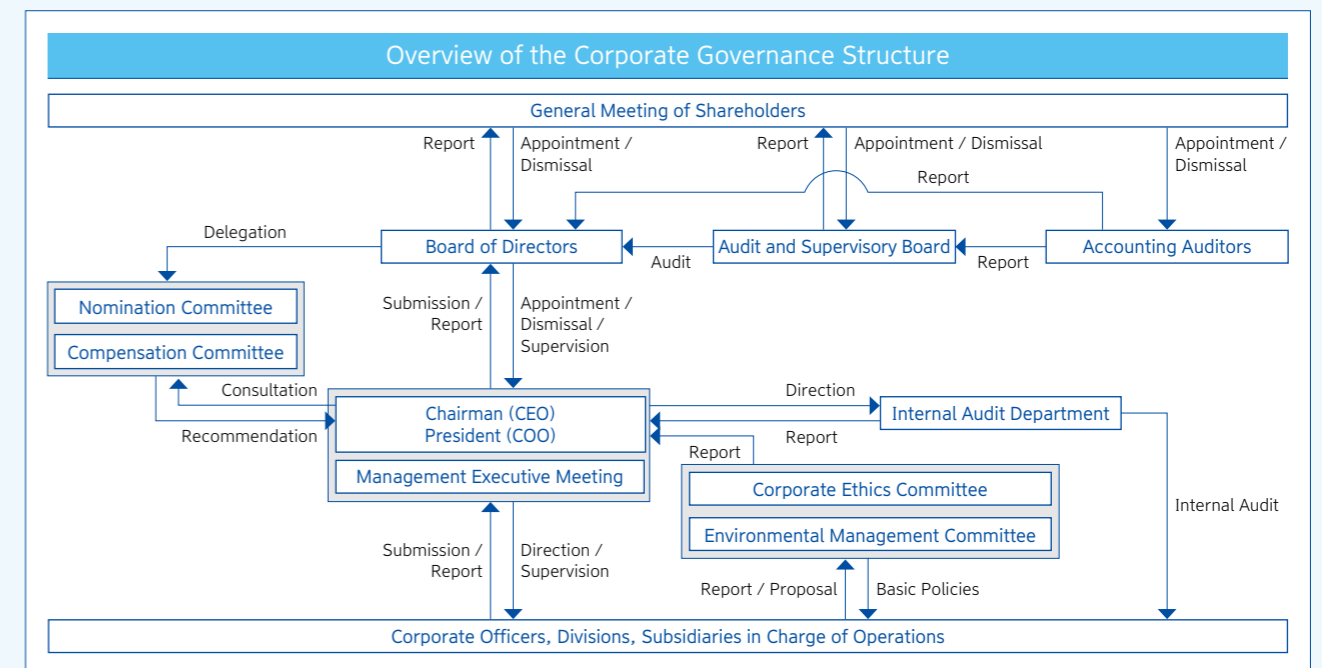 Overview of the Corporate Governance Structure
General Meeting of Shareholders
Report
Appointment /
Dismissal
Report
Appointment / Dismissal
Appointment /
Dismissal
Report
Delegation
Board of Directors
Audit
Audit and Supervisory Board
Report
Accounting Auditors
Nomination Committee
Compensation Committee
Submission /
Report
Appointment /
Dismissal /
Supervision
Consultation
Recommendation
Chairman (CEO)
President (COO)
Management Executive Meeting
Direction
Report
Internal Audit Department
Report
Corporate Ethics Committee
Environmental Management Committee
Internal Audit
Submission /
Report
Direction /
Supervision
Report / Proposal
Basic Policies
Corporate Officers, Divisions, Subsidiaries in Charge of Operations